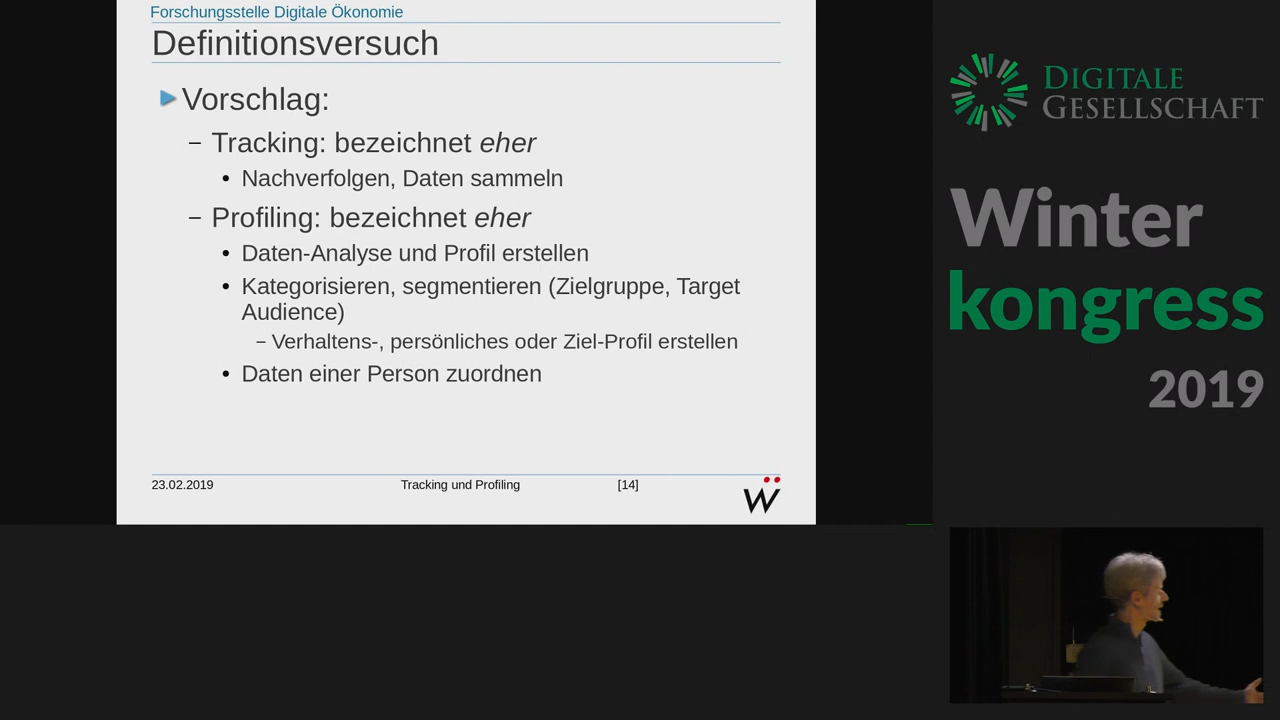 Forschungsstelle Digitale Ökonomie
Definitionsversuch
Vorschlag:
– Tracking: bezeichnet eher
• Nachverfolgen, Daten sammeln
– Profiling: bezeichnet eher
• Daten-Analyse und Profil erstellen
• Kategorisieren, segmentieren (Zielgruppe, Target
Audience)
– Verhaltens-, persönliches oder Ziel-Profil erstellen
• Daten einer Person zuordnen
23.02.2019 Tracking und Profiling [14]
Ẅ
DIGITALE
GESELLSCHAFT
Winter
kongress
2019